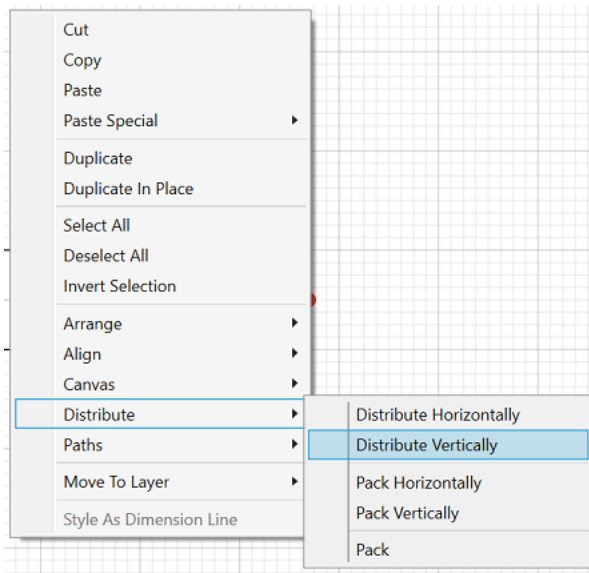 Cut
Copy
Paste
Paste Special
Duplicate
Duplicate In Place
Select All
Deselect All
Invert Selection
Arrange
Align
Canvas
Distribute
Paths
Move To Layer
Style As Dimension Line
Distribute Horizontally
Distribute Vertically
Pack Horizontally
Pack Vertically
Pack